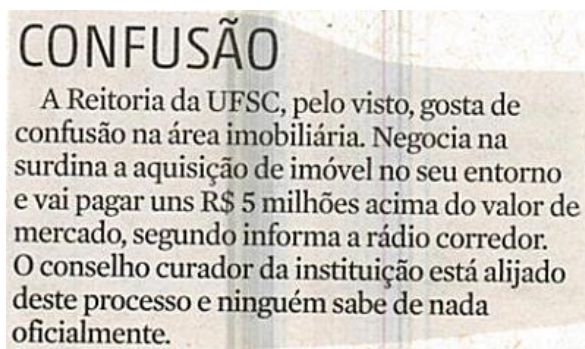 CONFUSÃO
A Reitoria da UFSC, pelo visto, gosta de
confusão na área imobiliária. Negocia na
surdina a aquisição de imóvel no seu entorno
e vai pagar uns R$ 5 milhões acima do valor de
mercado, segundo informa a rádio corredor.
O conselho curador da instituição está alijado
deste processo e ninguém sabe de nada
oficialmente.